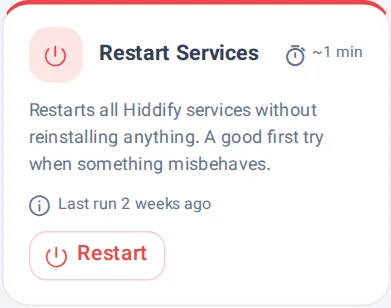 Restart Services
~1 min
Restarts all Hiddify services without
reinstalling anything. A good first try
when something misbehaves.
Last run 2 weeks ago
Restart